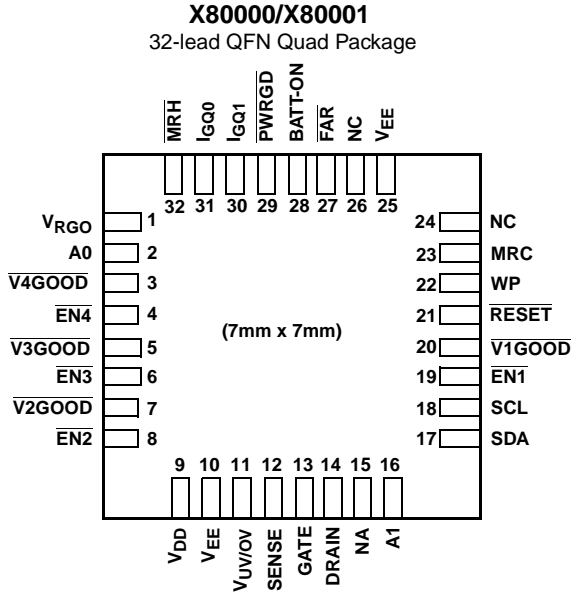 X80000/X80001
32-lead QFN Quad Package
MRH
IGQ0
IGQ1
PWRGD
BATT-ON
FAR
NC
VEE
32 31 30 29 28 27 26 25
VRGO 1
A0 2
V4GOOD 3
EN4 4
V3GOOD 5
EN3 6
V2GOOD 7
EN2 8
(7mm x 7mm)
24 NC
23 MRC
22 WP
21 RESET
20 V1GOOD
19 EN1
18 SCL
17 SDA
9 10 11 12 13 14 15 16
VDD
VEE
VUV/OV
SENSE
GATE
DRAIN
NA
A1